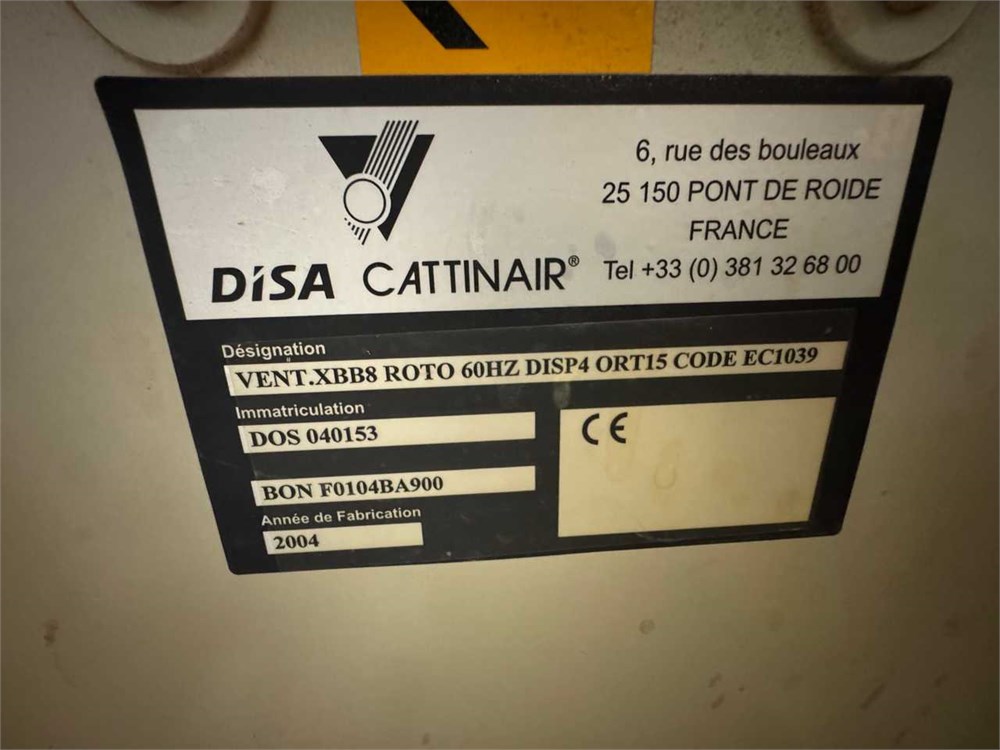 6, rue des bouleaux
25 150 PONT DE ROIDE
FRANCE
Tel +33 (0) 381 32 68 00
DISA CATTINAIR®
Désignation
VENT.XBB8 ROTO 60HZ DISP4 ORT15 CODE EC1039
Immatriculation
DOS 040153
CE
BON F0104BA900
Année de Fabrication
2004